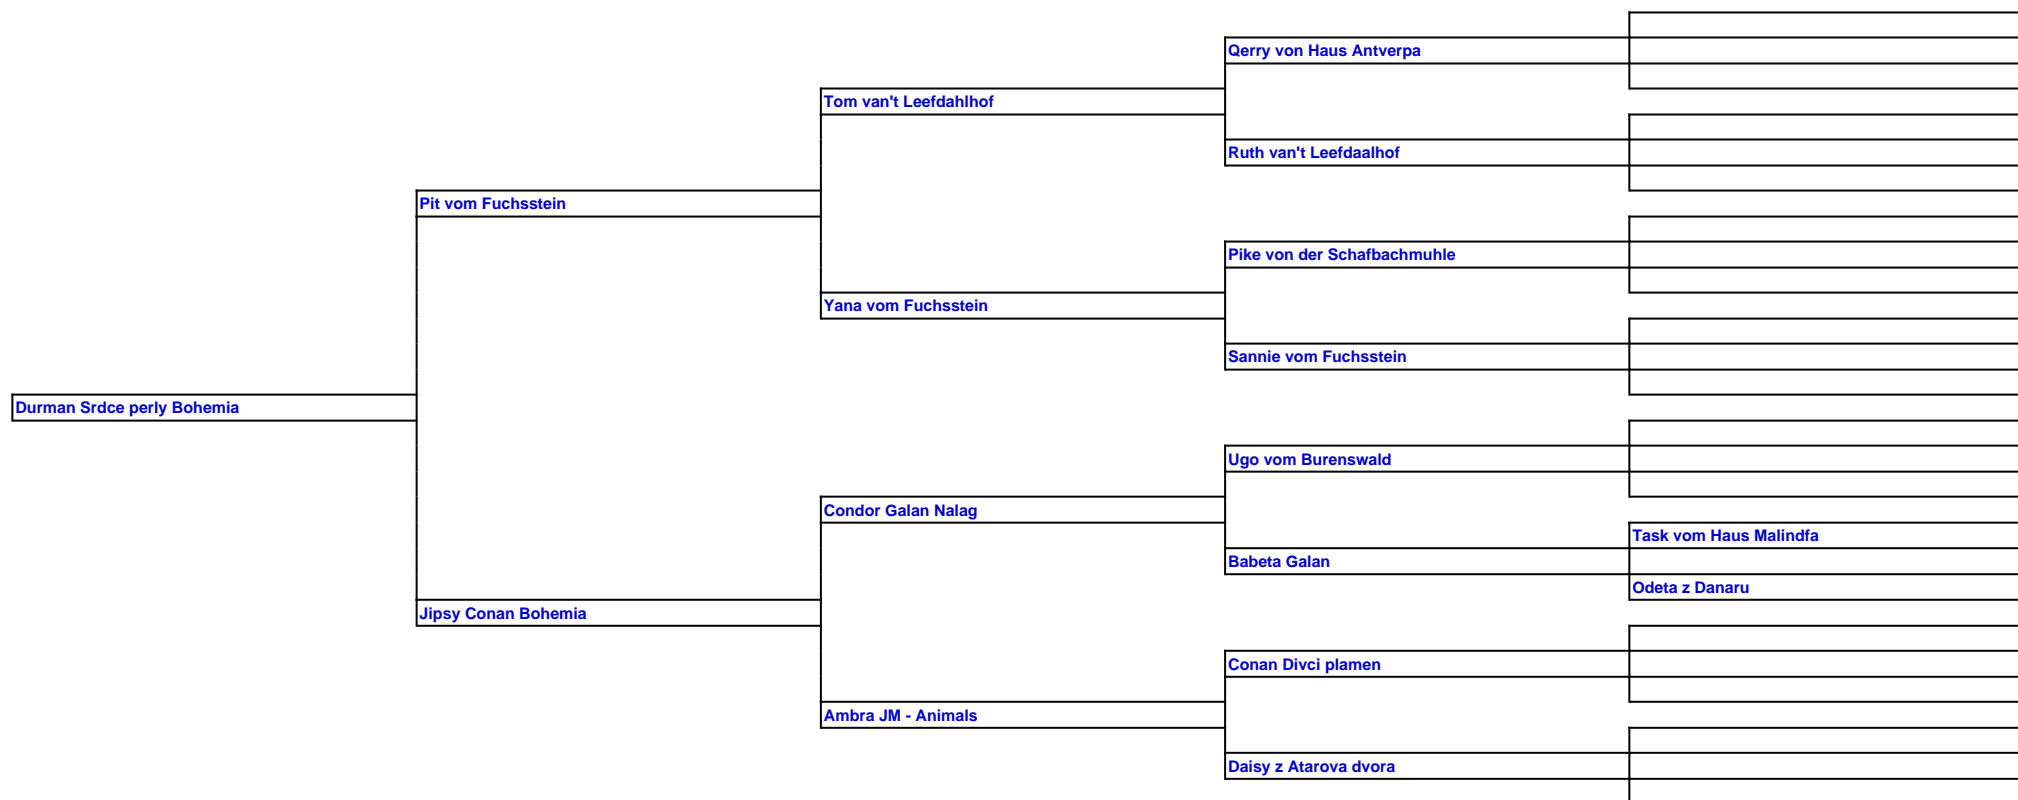 Qerry von Haus Antverpa
Tom van't Leefdahlhof
Ruth van't Leefdaalhof
Pit vom Fuchsstein
Pike von der Schafbachmuhle
Yana vom Fuchsstein
Sannie vom Fuchsstein
Durman Srdce perly Bohemia
Ugo vom Burenswald
Condor Galan Nalag
Task vom Haus Malindfa
Babeta Galan
Odeta z Danaru
Jipsy Conan Bohemia
Conan Divci plamen
Ambra JM - Animals
Daisy z Atarova dvora